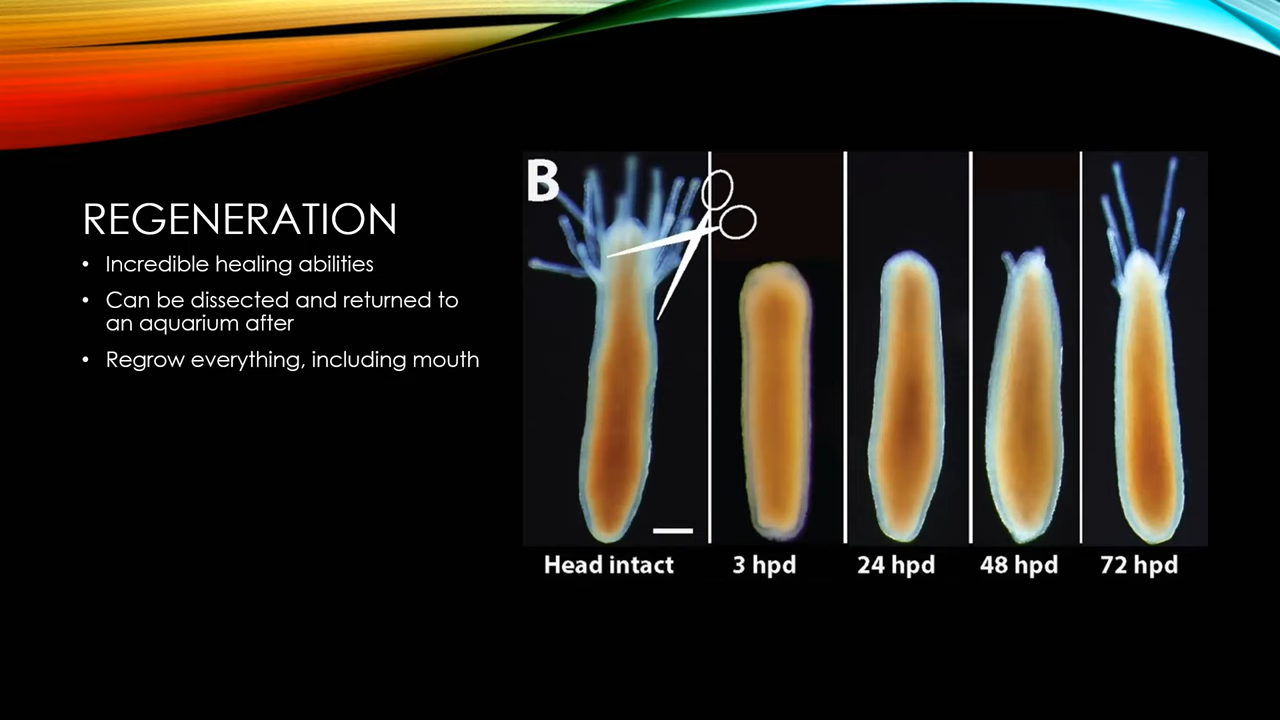 REGENERATION
• Incredible healing abilities
• Can be dissected and returned to
an aquarium after
• Regrow everything, including mouth
B
Head intact
3 hpd
24 hpd
48 hpd
72 hpd